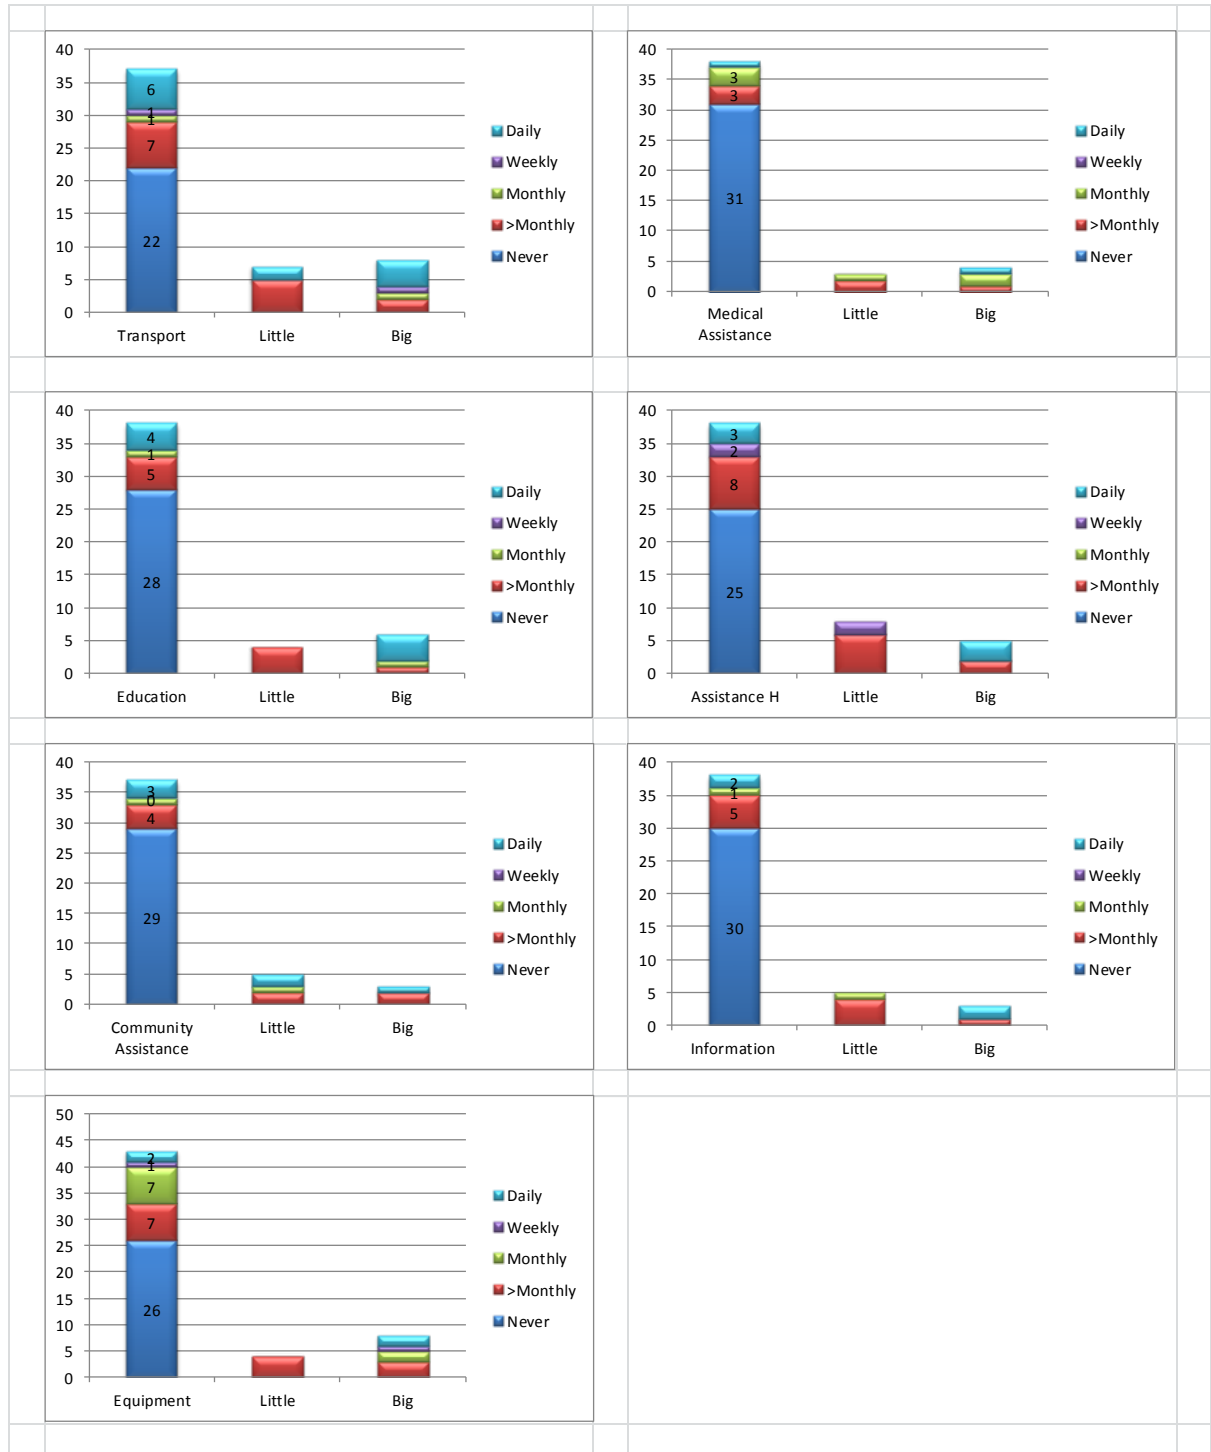 40
35
30
25
20
15
10
5
0
6
1
1
7
22
Transport
Little
Big
Daily
Weekly
Monthly
>Monthly
Never
40
35
30
25
20
15
10
5
0
3
3
31
Medical
Assistance
Little
Big
Daily
Weekly
Monthly
>Monthly
Never
40
35
30
25
20
15
10
5
0
4
1
5
28
Education
Little
Big
Daily
Weekly
Monthly
>Monthly
Never
40
35
30
25
20
15
10
5
0
3
2
8
25
Assistance H
Little
Big
Daily
Weekly
Monthly
>Monthly
Never
40
35
30
25
20
15
10
5
0
3
0
4
29
Community
Assistance
Little
Big
Daily
Weekly
Monthly
>Monthly
Never
40
35
30
25
20
15
10
5
0
2
1
5
30
Information
Little
Big
Daily
Weekly
Monthly
>Monthly
Never
50
45
40
35
30
25
20
15
10
5
0
2
1
7
7
26
Equipment
Little
Big
Daily
Weekly
Monthly
>Monthly
Never